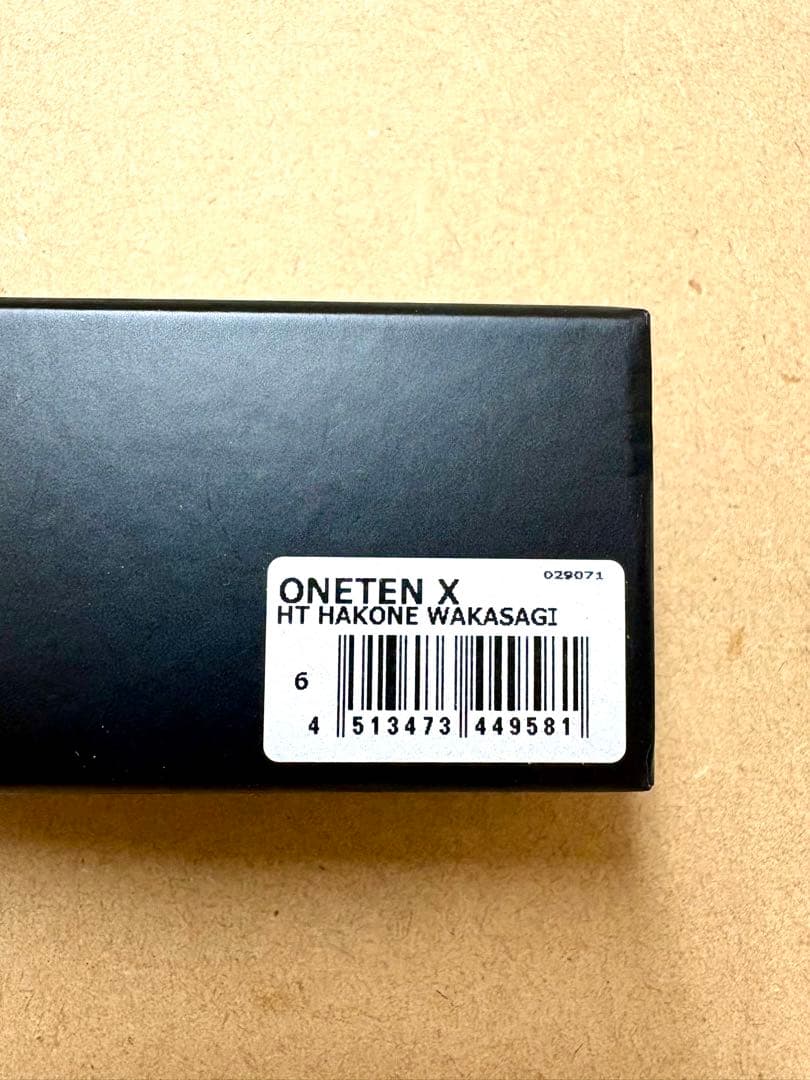 029071
ONETEN X
HT HAKONE WAKASAGI
6
4 513473 449581